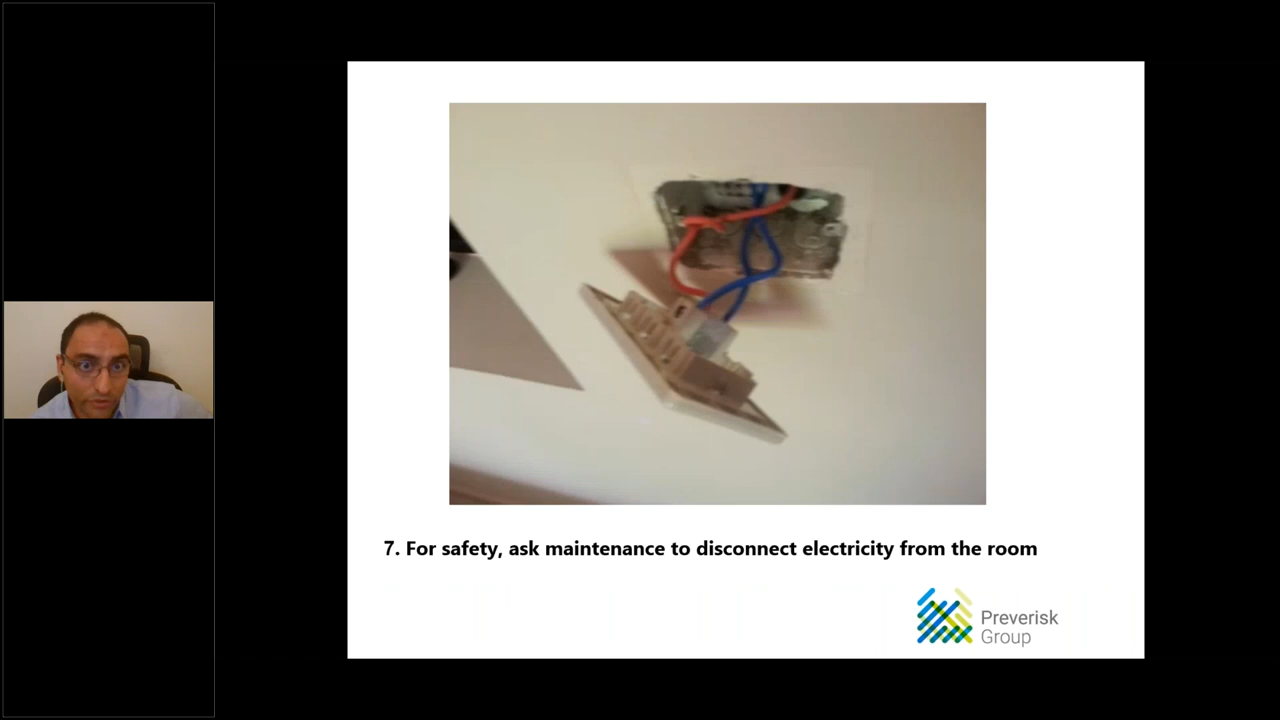 7. For safety, ask maintenance to disconnect electricity from the room
Preverisk
Group